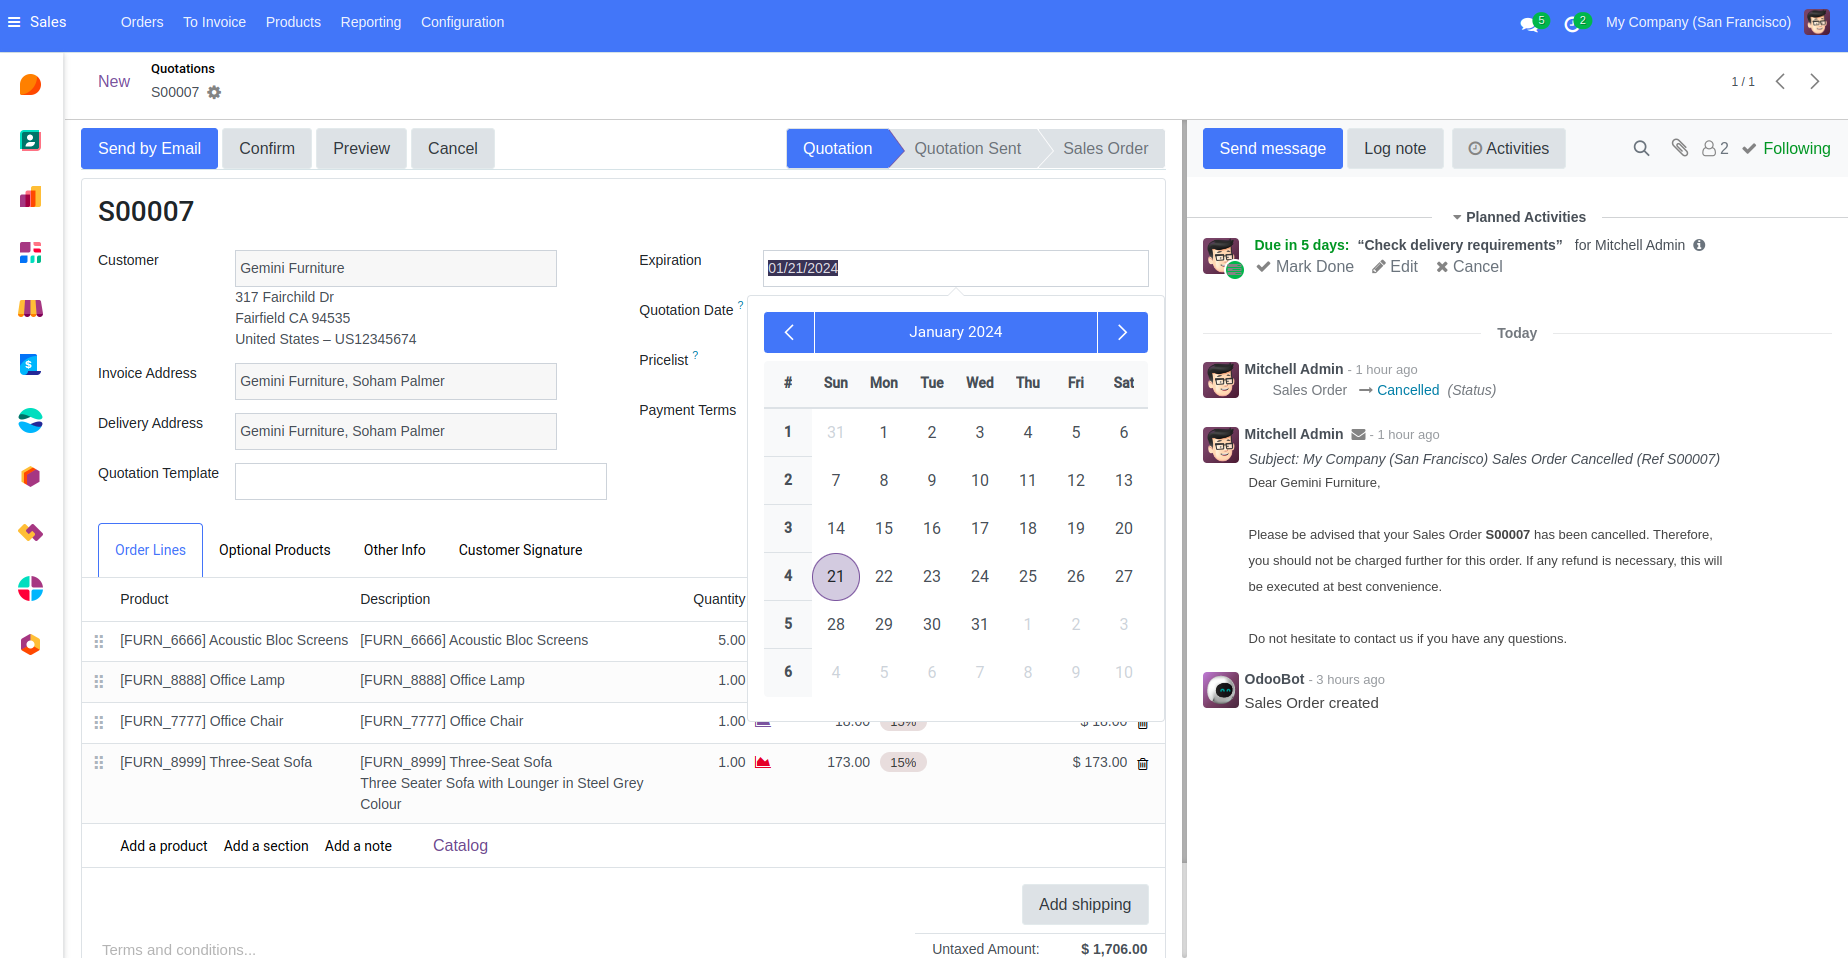 Sales
Orders
To Invoice
Products
Reporting
Configuration
5
2
My Company (San Francisco)
New
Quotations
S00007
1 / 1
Send by Email
Confirm
Preview
Cancel
Quotation
Quotation Sent
Sales Order
S00007
Customer
Gemini Furniture
317 Fairchild Dr
Fairfield CA 94535
United States – US12345674
Invoice Address
Gemini Furniture, Soham Palmer
Delivery Address
Gemini Furniture, Soham Palmer
Quotation Template
Expiration
01/21/2024
Quotation Date ?
Pricelist ?
Payment Terms
January 2024
# Sun Mon Tue Wed Thu Fri Sat
1 31 1 2 3 4 5 6
2 7 8 9 10 11 12 13
3 14 15 16 17 18 19 20
4 21 22 23 24 25 26 27
5 28 29 30 31 1 2 3
6 4 5 6 7 8 9 10
Order Lines
Optional Products
Other Info
Customer Signature
Product Description Quantity
[FURN_6666] Acoustic Bloc Screens [FURN_6666] Acoustic Bloc Screens 5.00
[FURN_8888] Office Lamp [FURN_8888] Office Lamp 1.00
[FURN_7777] Office Chair [FURN_7777] Office Chair 1.00 18.00 15% $ 18.00
[FURN_8999] Three-Seat Sofa [FURN_8999] Three-Seat Sofa 1.00 173.00 15% $ 173.00
Three Seater Sofa with Lounger in Steel Grey
Colour
Add a product
Add a section
Add a note
Catalog
Add shipping
Terms and conditions...
Untaxed Amount: $ 1,706.00
Send message
Log note
Activities
2
Following
Planned Activities
Due in 5 days: “Check delivery requirements” for Mitchell Admin
Mark Done Edit Cancel
Today
Mitchell Admin - 1 hour ago
Sales Order → Cancelled (Status)
Mitchell Admin - 1 hour ago
Subject: My Company (San Francisco) Sales Order Cancelled (Ref S00007)
Dear Gemini Furniture,
Please be advised that your Sales Order S00007 has been cancelled. Therefore,
you should not be charged further for this order. If any refund is necessary, this will
be executed at best convenience.
Do not hesitate to contact us if you have any questions.
OdooBot - 3 hours ago
Sales Order created